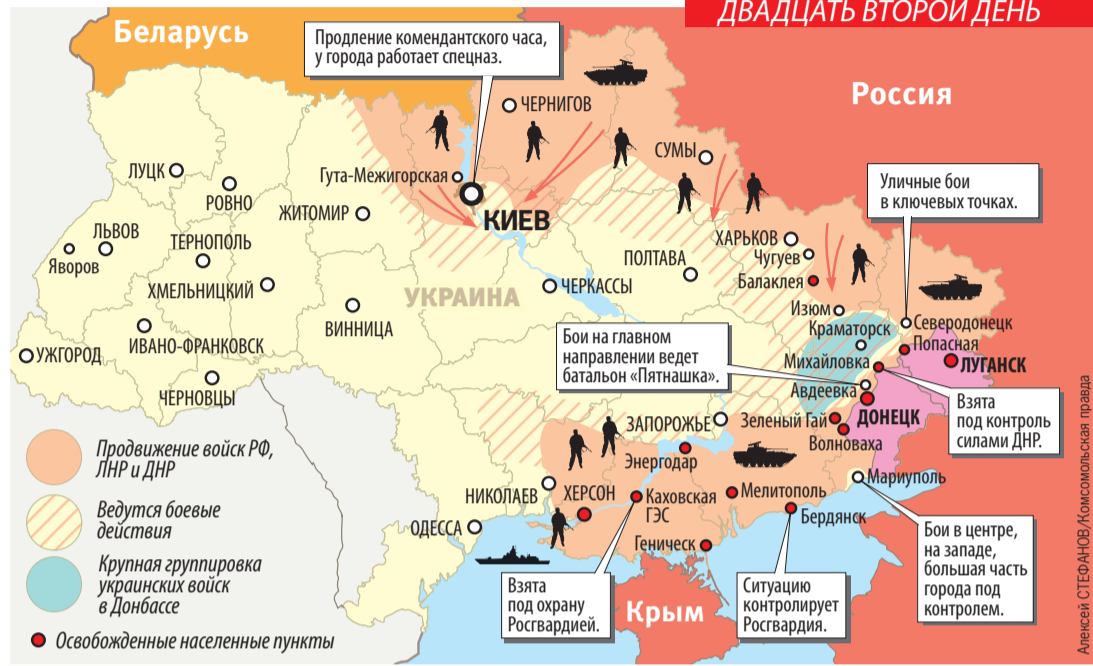 ДВАДЦАТЬ ВТОРОЙ ДЕНЬ
Беларусь
Продление комендантского часа,
у города работает спецназ.
Россия
ЧЕРНИГОВ
СУМЫ
ЛУЦК
РОВНО
Гута-Межигорская
ЖИТОМИР
КИЕВ
Уличные бои
в ключевых точках.
ЛЬВОВ
Яворов
ТЕРНОПОЛЬ
ХМЕЛЬНИЦКИЙ
ПОЛТАВА
ХАРЬКОВ
Чугуев
Балаклея
УКРАИНА
ЧЕРКАССЫ
ВИННИЦА
ИВАНО-ФРАНКОВСК
УЖГОРОД
ЧЕРНОВЦЫ
Изюм
Краматорск
Северодонецк
Попасная
Михайловка
ЛУГАНСК
Авдеевка
ДОНЕЦК
Бои на главном
направлении ведет
батальон «Пятнашка».
Взята
под контроль
силами ДНР.
ЗАПОРОЖЬЕ
Зеленый Гай
Волноваха
Энергодар
Мариуполь
НИКОЛАЕВ
ХЕРСОН
Каховская
ГЭС
Мелитополь
Бердянск
ОДЕССА
Геническ
Взята
под охрану
Росгвардией.
Крым
Ситуацию
контролирует
Росгвардия.
Бои в центре,
на западе,
большая часть
города под
контролем.
Продвижение войск РФ,
ЛНР и ДНР
Ведутся боевые
действия
Крупная группировка
украинских войск
в Донбассе
Освобожденные населенные пункты
Алексей СТЕФАНОВ/Комсомольская правда